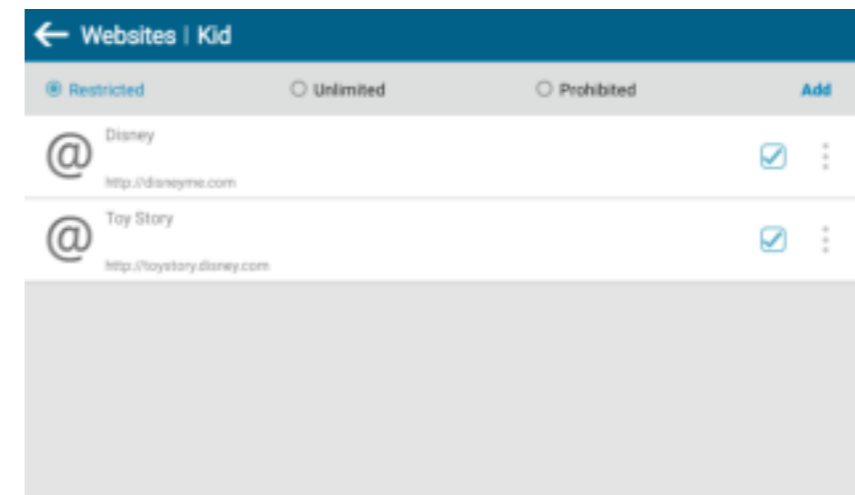 Websites | Kid
Restricted Unlimited Prohibited Add
Disney
http://disneyme.com
Toy Story
http://toystory.disney.com